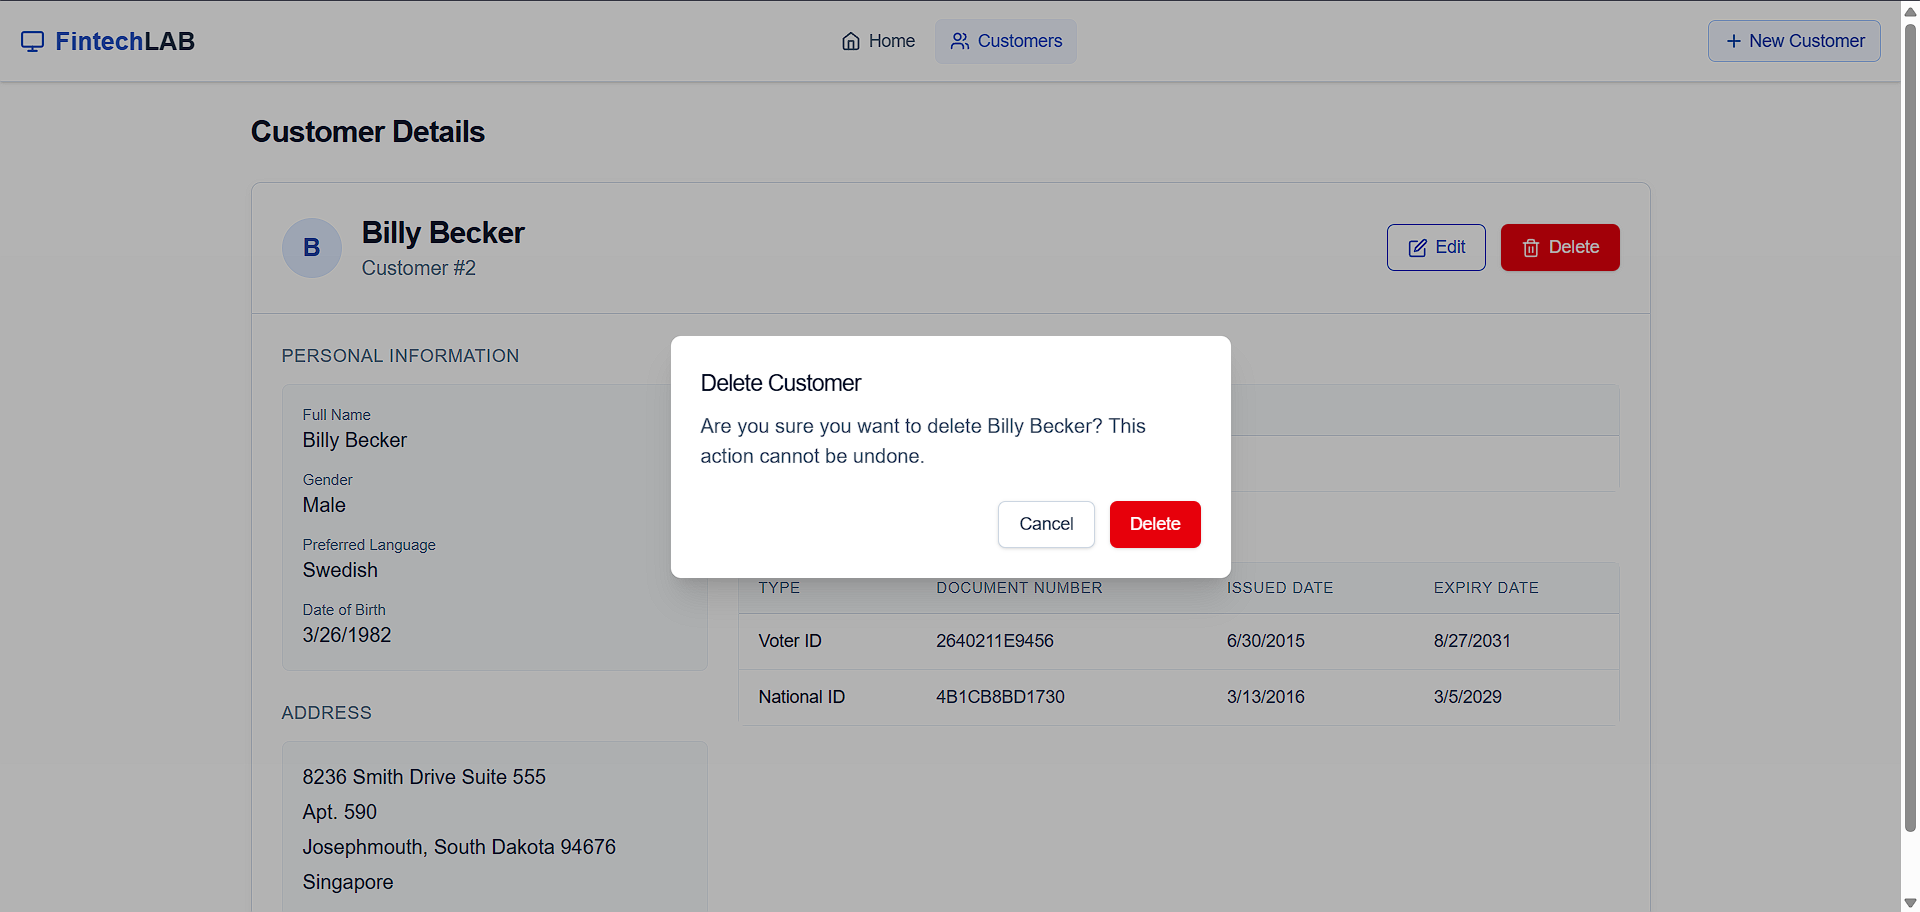 FintechLAB
Home
Customers
New Customer
Customer Details
B
Billy Becker
Customer #2
Edit
Delete
PERSONAL INFORMATION
Full Name
Billy Becker
Gender
Male
Preferred Language
Swedish
Date of Birth
3/26/1982
ADDRESS
8236 Smith Drive Suite 555
Apt. 590
Josephmouth, South Dakota 94676
Singapore
Delete Customer
Are you sure you want to delete Billy Becker? This
action cannot be undone.
Cancel
Delete
TYPE DOCUMENT NUMBER ISSUED DATE EXPIRY DATE
Voter ID 2640211E9456 6/30/2015 8/27/2031
National ID 4B1CB8BD1730 3/13/2016 3/5/2029